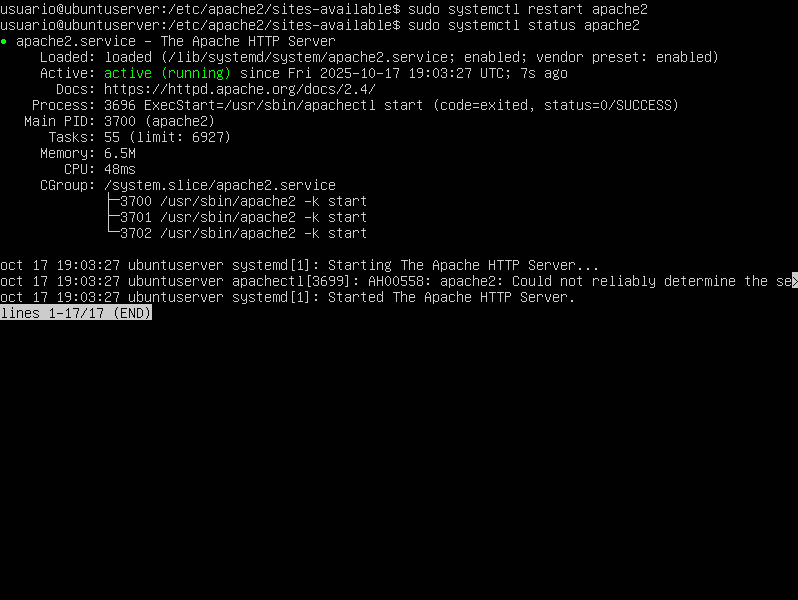 usuario@ubuntuserver:/etc/apache2/sites-available$ sudo systemctl restart apache2
usuario@ubuntuserver:/etc/apache2/sites-available$ sudo systemctl status apache2
● apache2.service – The Apache HTTP Server
Loaded: loaded (/lib/systemd/system/apache2.service; enabled; vendor preset: enabled)
Active: active (running) since Fri 2025-10-17 19:03:27 UTC; 7s ago
Docs: https://httpd.apache.org/docs/2.4/
Process: 3696 ExecStart=/usr/sbin/apachectl start (code=exited, status=0/SUCCESS)
Main PID: 3700 (apache2)
Tasks: 55 (limit: 6927)
Memory: 6.5M
CPU: 48ms
CGroup: /system.slice/apache2.service
├─3700 /usr/sbin/apache2 -k start
├─3701 /usr/sbin/apache2 -k start
└─3702 /usr/sbin/apache2 -k start
oct 17 19:03:27 ubuntuserver systemd[1]: Starting The Apache HTTP Server...
oct 17 19:03:27 ubuntuserver apachectl[3699]: AH00558: apache2: Could not reliably determine the se>
oct 17 19:03:27 ubuntuserver systemd[1]: Started The Apache HTTP Server.
lines 1-17/17 (END)